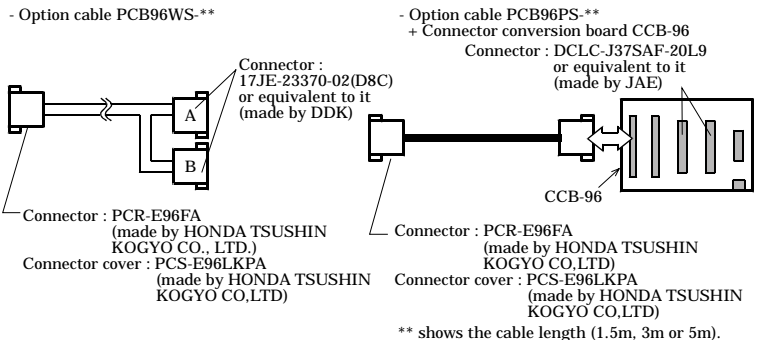 - Option cable PCB96WS-**
Connector :
17JE-23370-02(D8C)
or equivalent to it
(made by DDK)
A
B
Connector : PCR-E96FA
(made by HONDA TSUSHIN
KOGYO CO., LTD.)
Connector cover : PCS-E96LKPA
(made by HONDA TSUSHIN
KOGYO CO,LTD)
- Option cable PCB96PS-**
+ Connector conversion board CCB-96
Connector : DCLC-J37SAF-20L9
or equivalent to it
(made by JAE)
CCB-96
Connector : PCR-E96FA
(made by HONDA TSUSHIN
KOGYO CO,LTD)
Connector cover : PCS-E96LKPA
(made by HONDA TSUSHIN
KOGYO CO,LTD)
** shows the cable length (1.5m, 3m or 5m).